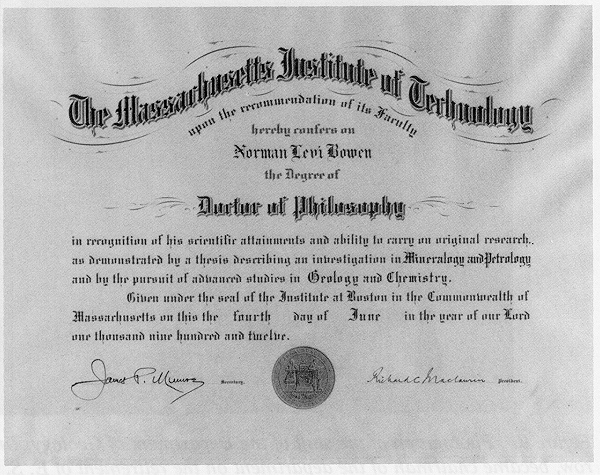 The Massachusetts Institute of Technology
upon the recommendation of its Faculty
hereby confers on
Norman Levi Bowen
the Degree of
Doctor of Philosophy
in recognition of his scientific attainments and ability to carry on original research,
as demonstrated by a thesis describing an investigation in Mineralogy and Petrology
and by the pursuit of advanced studies in Geology and Chemistry.
Given under the seal of the Institute at Boston in the Commonwealth of
Massachusetts on this the fourth day of June in the year of our Lord
one thousand nine hundred and twelve.
James P. Munroe Secretary. Richard C. Maclaurin President.